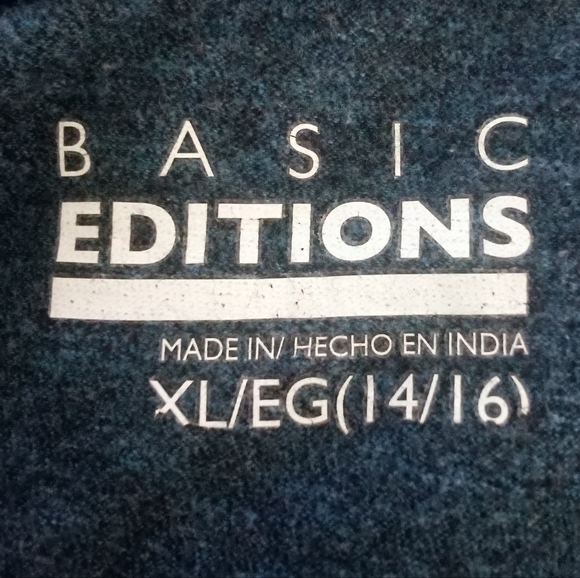 BASIC
EDITIONS
MADE IN/ HECHO EN INDIA
XL/EG(14/16)